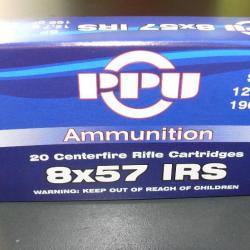 8x57 IRS
PPU
Ammunition
20 Centerfire Rifle Cartridges
8x57 IRS
WARNING: KEEP OUT OF REACH OF CHILDREN